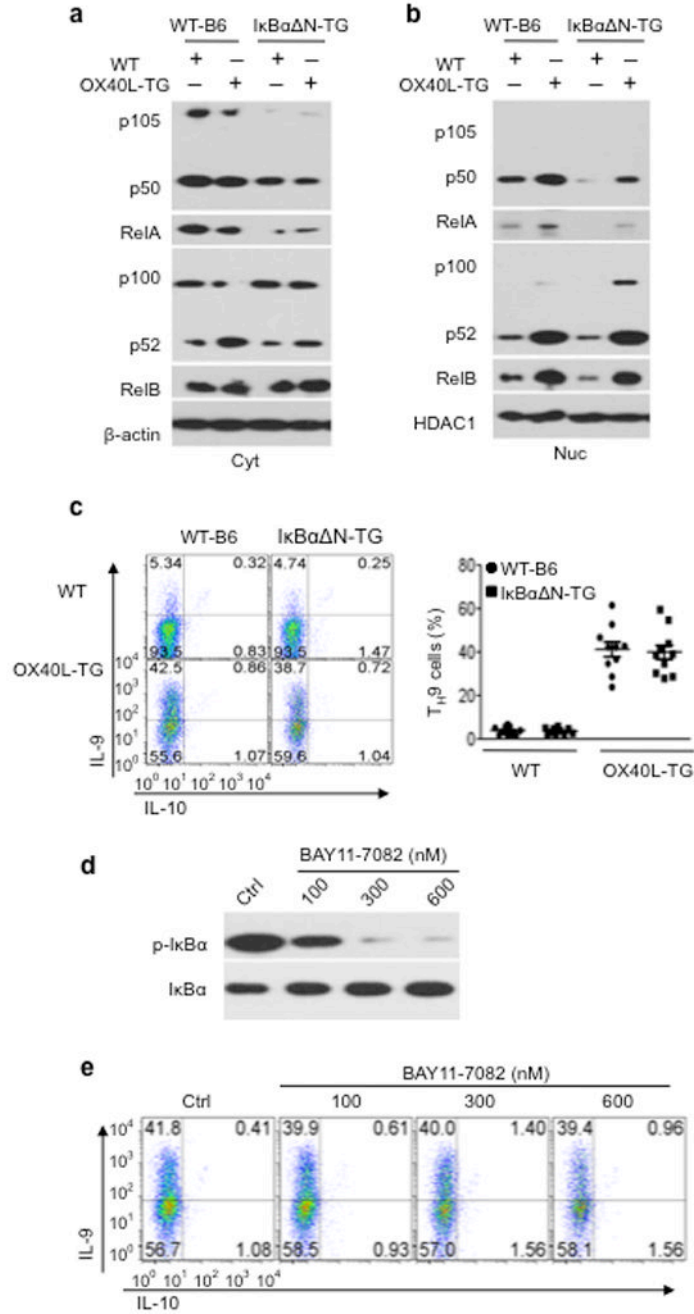 a
WT-B6 IκBαΔN-TG
WT + – + –
OX40L-TG – + – +
p105
p50
RelA
p100
p52
RelB
β-actin
Cyt
b
WT-B6 IκBαΔN-TG
WT + – + –
OX40L-TG – + – +
p105
p50
RelA
p100
p52
RelB
HDAC1
Nuc
c
WT-B6 IκBαΔN-TG
WT
5.34 0.32 4.74 0.25
93.5 0.83 93.5 1.47
OX40L-TG
42.5 0.86 38.7 0.72
55.6 1.07 59.6 1.04
10⁴
10³
10²
10¹
10⁰
IL-9
10⁰ 10¹ 10² 10³ 10⁴
IL-10
WT-B6
IκBαΔN-TG
80
60
40
20
0
TH9 cells (%)
WT OX40L-TG
d
BAY11-7082 (nM)
Ctrl 100 300 600
p-IκBα
IκBα
e
BAY11-7082 (nM)
Ctrl 100 300 600
41.8 0.41 39.9 0.61 40.0 1.40 39.4 0.96
56.7 1.08 58.5 0.93 57.0 1.56 58.1 1.56
10⁴
10³
10²
10¹
10⁰
IL-9
10⁰ 10¹ 10² 10³ 10⁴
IL-10